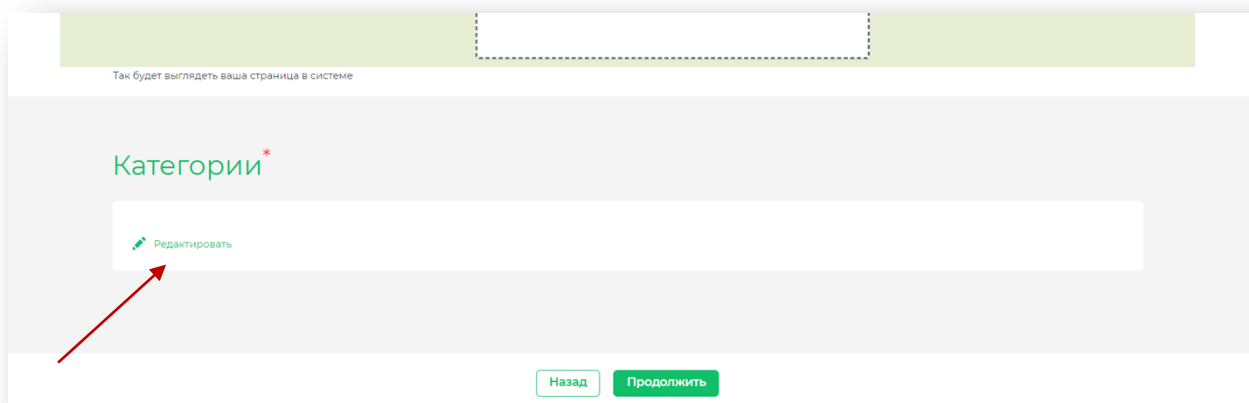 Так будет выглядеть ваша страница в системе
Категории*
Редактировать
Назад
Продолжить